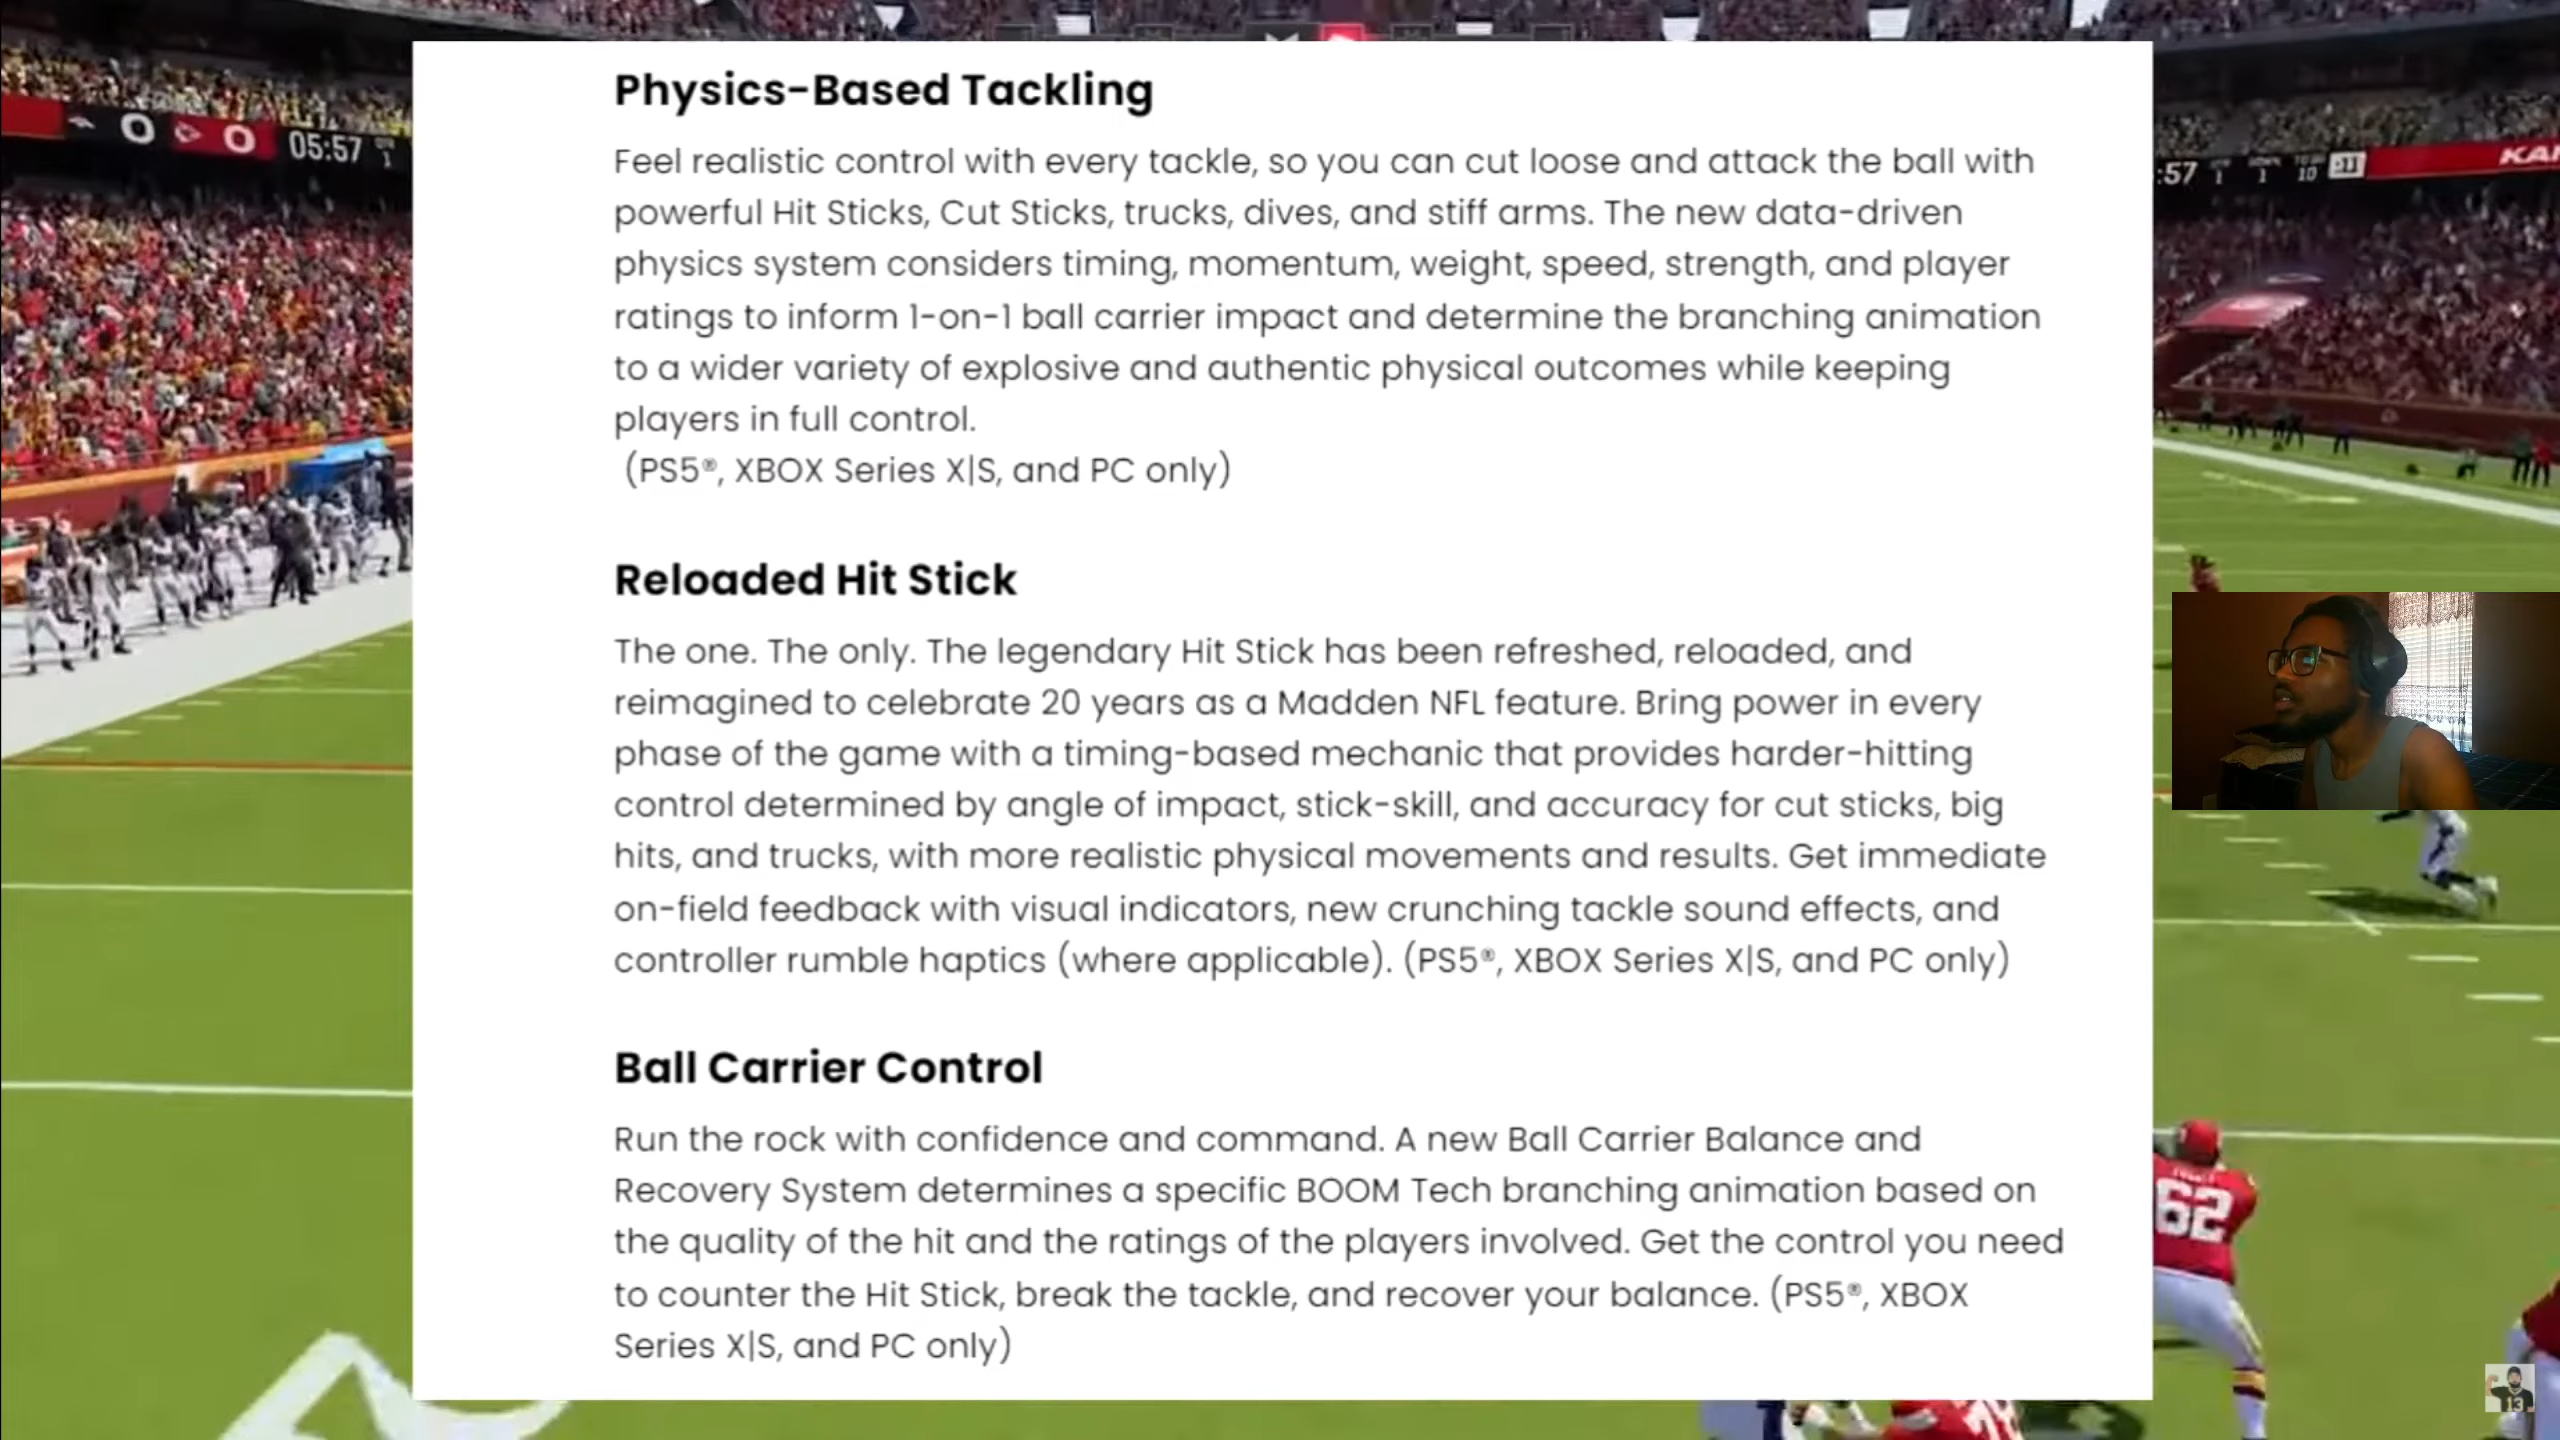 0 0 05:57 1
:57 1 1 10 :11 KAN
Physics-Based Tackling
Feel realistic control with every tackle, so you can cut loose and attack the ball with
powerful Hit Sticks, Cut Sticks, trucks, dives, and stiff arms. The new data-driven
physics system considers timing, momentum, weight, speed, strength, and player
ratings to inform 1-on-1 ball carrier impact and determine the branching animation
to a wider variety of explosive and authentic physical outcomes while keeping
players in full control.
(PS5®, XBOX Series X|S, and PC only)
Reloaded Hit Stick
The one. The only. The legendary Hit Stick has been refreshed, reloaded, and
reimagined to celebrate 20 years as a Madden NFL feature. Bring power in every
phase of the game with a timing-based mechanic that provides harder-hitting
control determined by angle of impact, stick-skill, and accuracy for cut sticks, big
hits, and trucks, with more realistic physical movements and results. Get immediate
on-field feedback with visual indicators, new crunching tackle sound effects, and
controller rumble haptics (where applicable). (PS5®, XBOX Series X|S, and PC only)
Ball Carrier Control
Run the rock with confidence and command. A new Ball Carrier Balance and
Recovery System determines a specific BOOM Tech branching animation based on
the quality of the hit and the ratings of the players involved. Get the control you need
to counter the Hit Stick, break the tackle, and recover your balance. (PS5®, XBOX
Series X|S, and PC only)
62
13